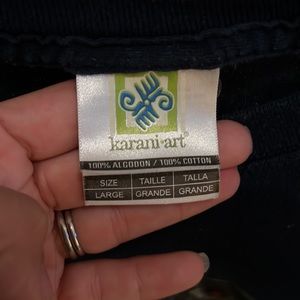 karani·art
100% ALGODON / 100% COTTON
SIZE TAILLE TALLA
LARGE GRANDE GRANDE